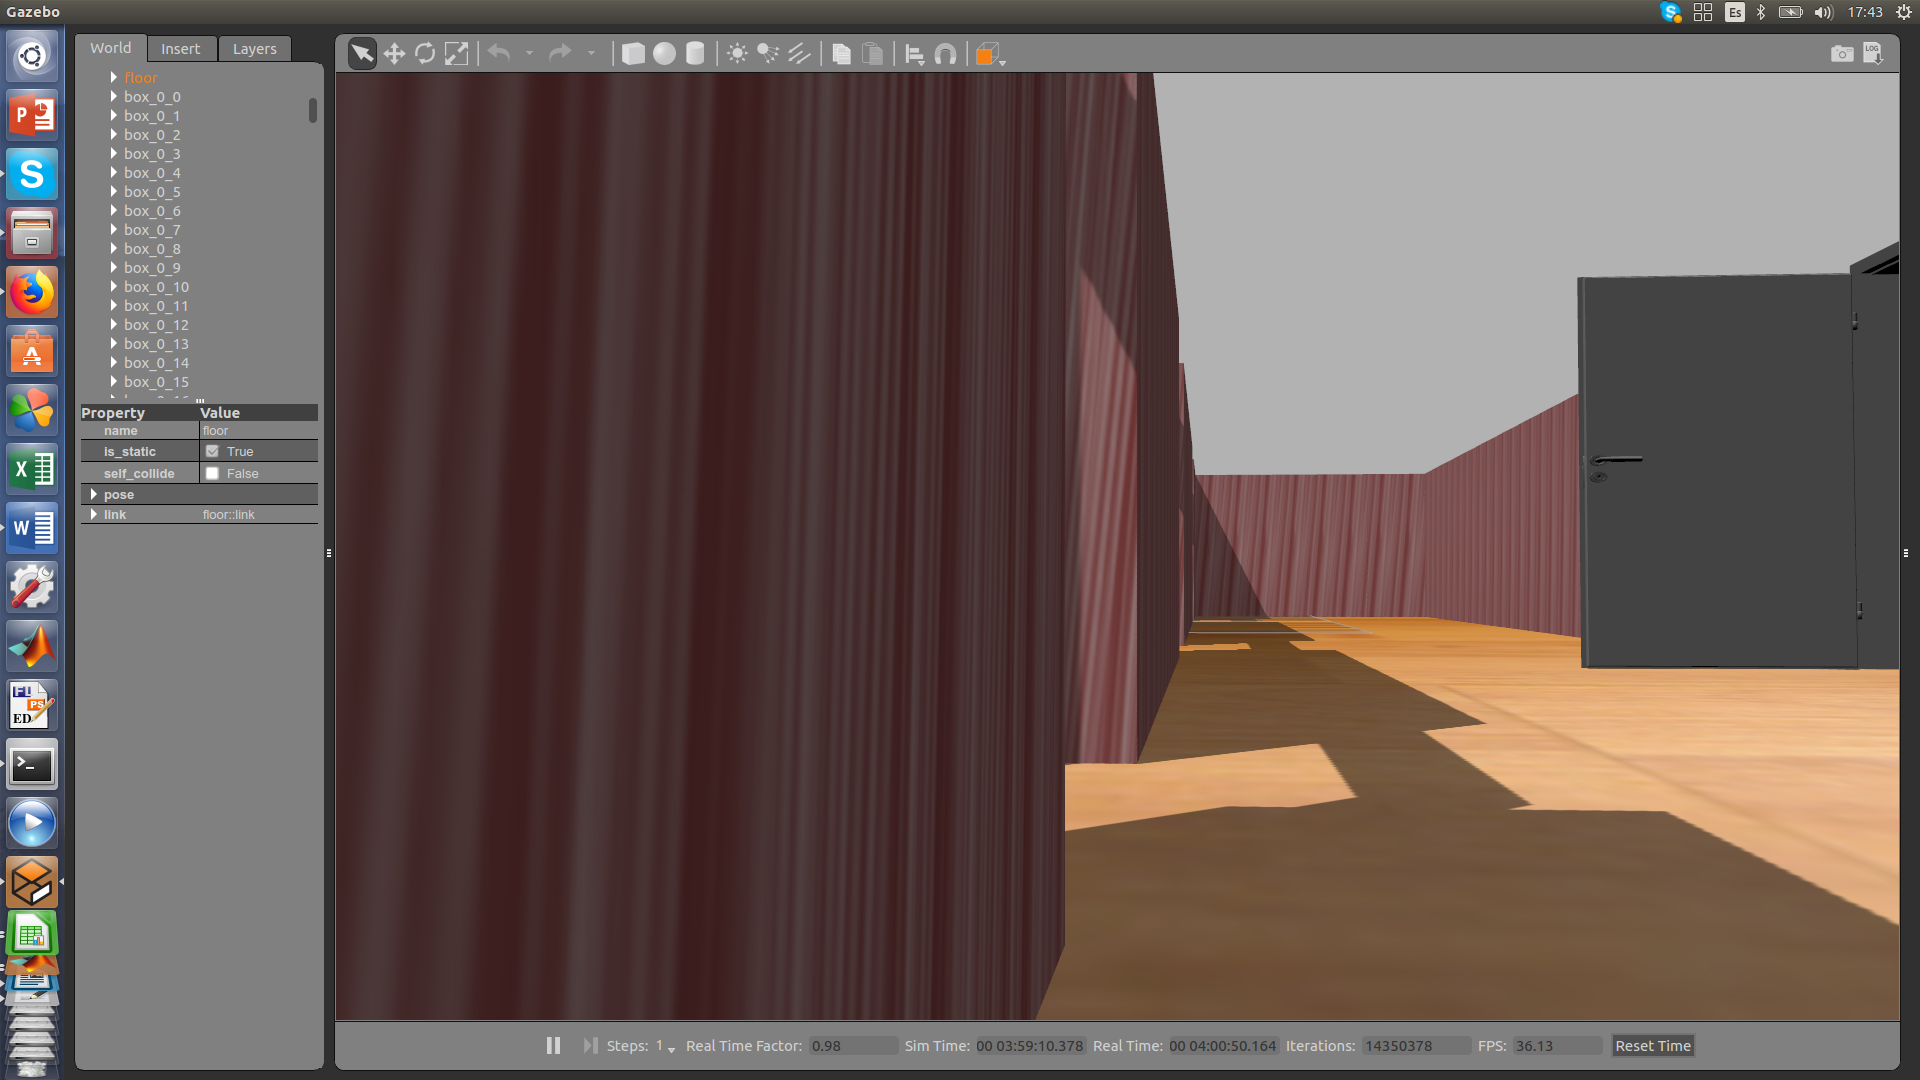 Gazebo
Es
17:43
World
Insert
Layers
LOG
floor
box_0_0
box_0_1
box_0_2
box_0_3
box_0_4
box_0_5
box_0_6
box_0_7
box_0_8
box_0_9
box_0_10
box_0_11
box_0_12
box_0_13
box_0_14
box_0_15
Property Value
name floor
is_static True
self_collide False
pose
link floor::link
Steps: 1 Real Time Factor: 0.98 Sim Time: 00 03:59:10.378 Real Time: 00 04:00:50.164 Iterations: 14350378 FPS: 36.13 Reset Time